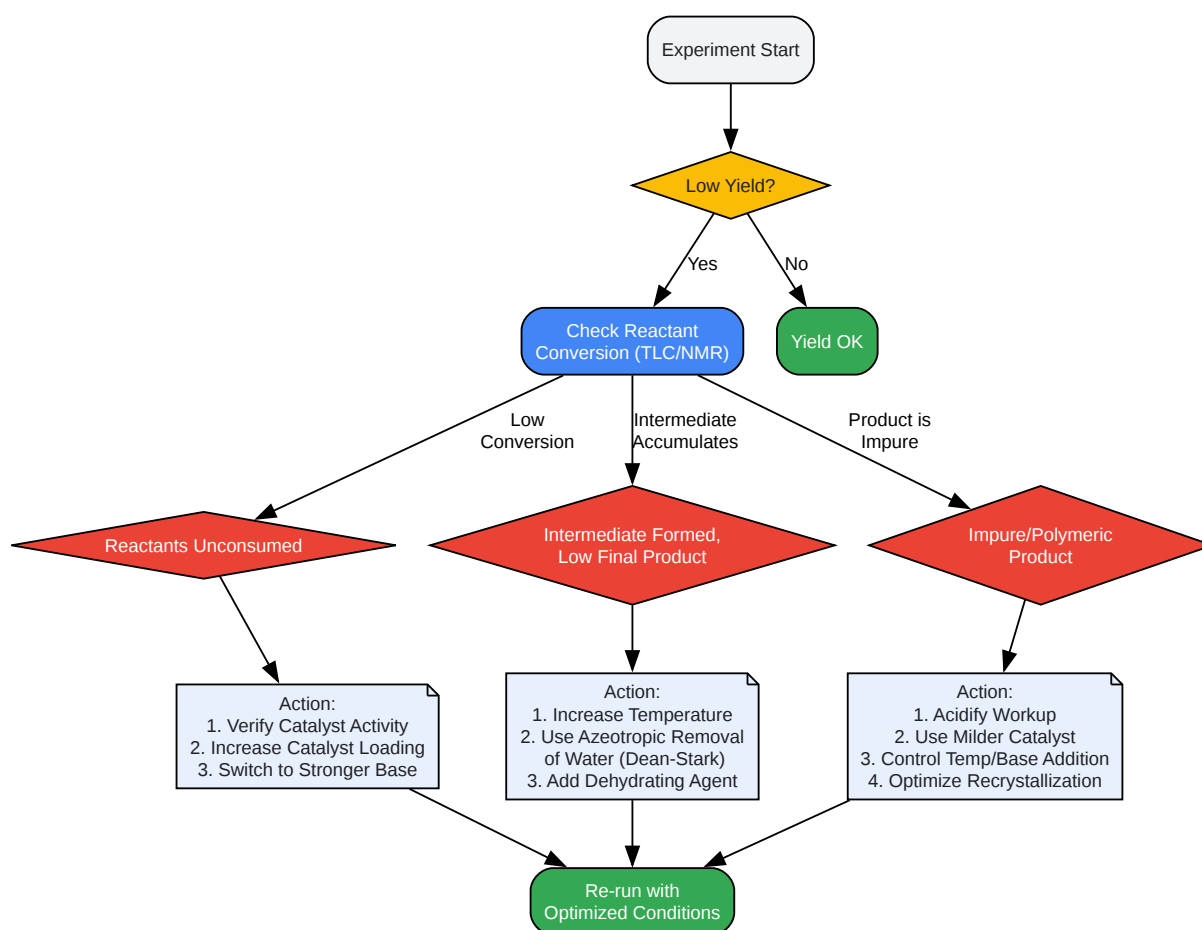 Experiment Start
Low Yield?
Yes
No
Check Reactant
Conversion (TLC/NMR)
Yield OK
Low
Conversion
Intermediate
Accumulates
Product is
Impure
Reactants Unconsumed
Intermediate Formed,
Low Final Product
Impure/Polymeric
Product
Action:
1. Verify Catalyst Activity
2. Increase Catalyst Loading
3. Switch to Stronger Base
Action:
1. Increase Temperature
2. Use Azeotropic Removal
of Water (Dean-Stark)
3. Add Dehydrating Agent
Action:
1. Acidify Workup
2. Use Milder Catalyst
3. Control Temp/Base Addition
4. Optimize Recrystallization
Re-run with
Optimized Conditions